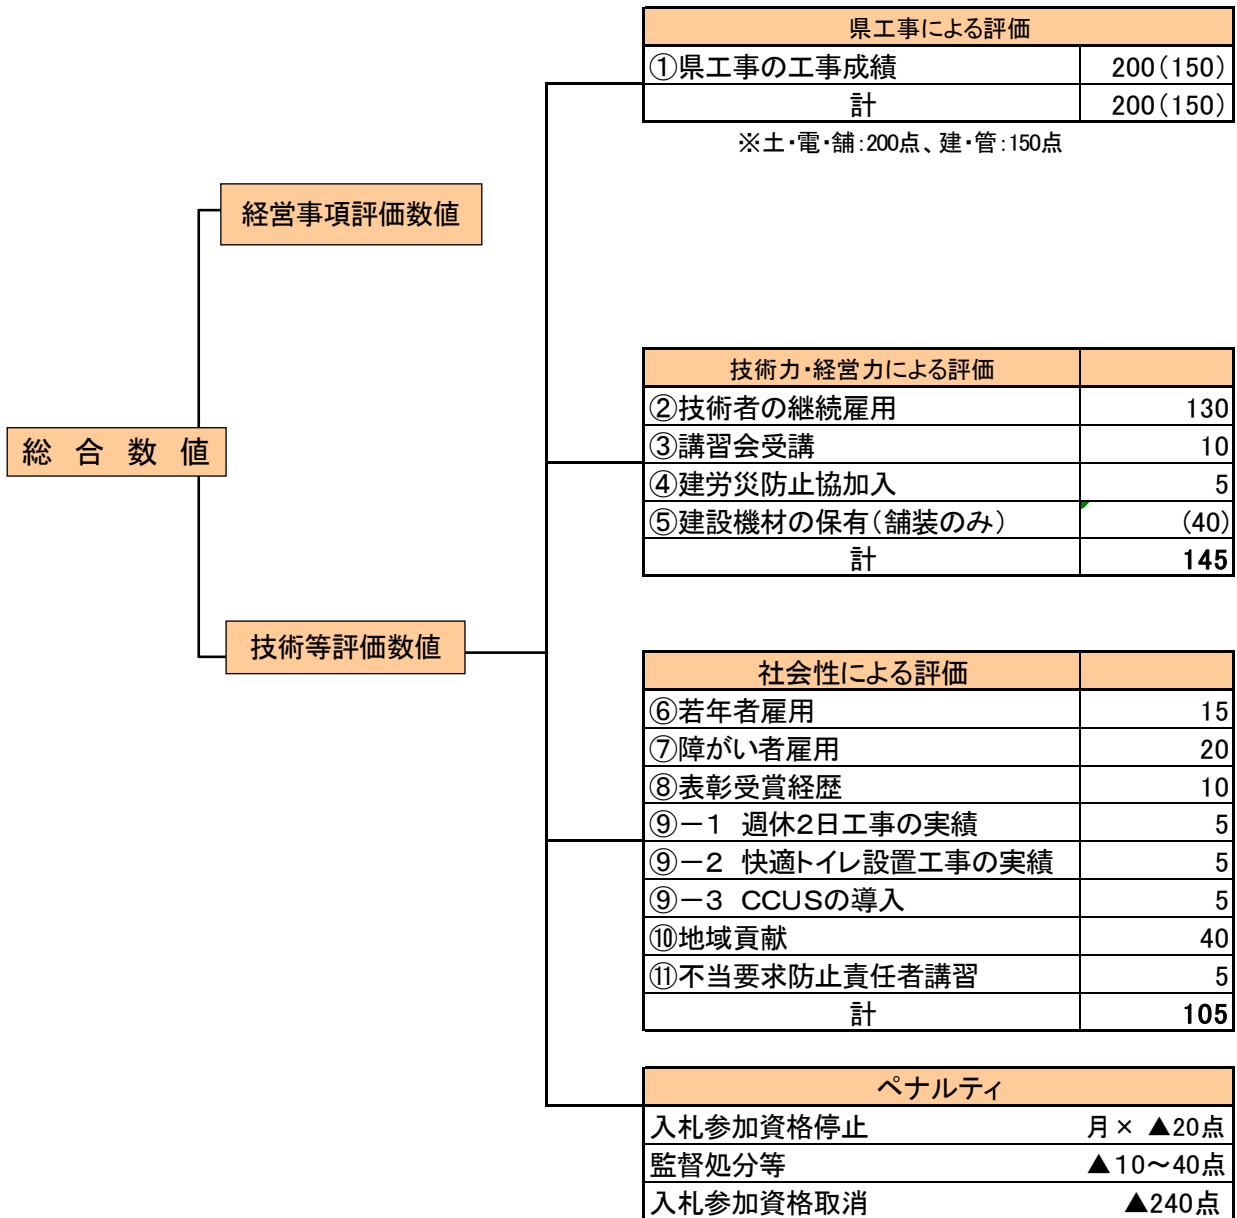 県工事による評価
①県工事の工事成績 200(150)
計 200(150)
※土・電・舗:200点、建・管:150点
経営事項評価数値
技術力・経営力による評価
②技術者の継続雇用 130
③講習会受講 10
④建労災防止協加入 5
⑤建設機材の保有(舗装のみ) (40)
計 145
総合数値
技術等評価数値
社会性による評価
⑥若年者雇用 15
⑦障がい者雇用 20
⑧表彰受賞経歴 10
⑨－1 週休2日工事の実績 5
⑨－2 快適トイレ設置工事の実績 5
⑨－3 CCUSの導入 5
⑩地域貢献 40
⑪不当要求防止責任者講習 5
計 105
ペナルティ
入札参加資格停止 月× ▲20点
監督処分等 ▲10～40点
入札参加資格取消 ▲240点